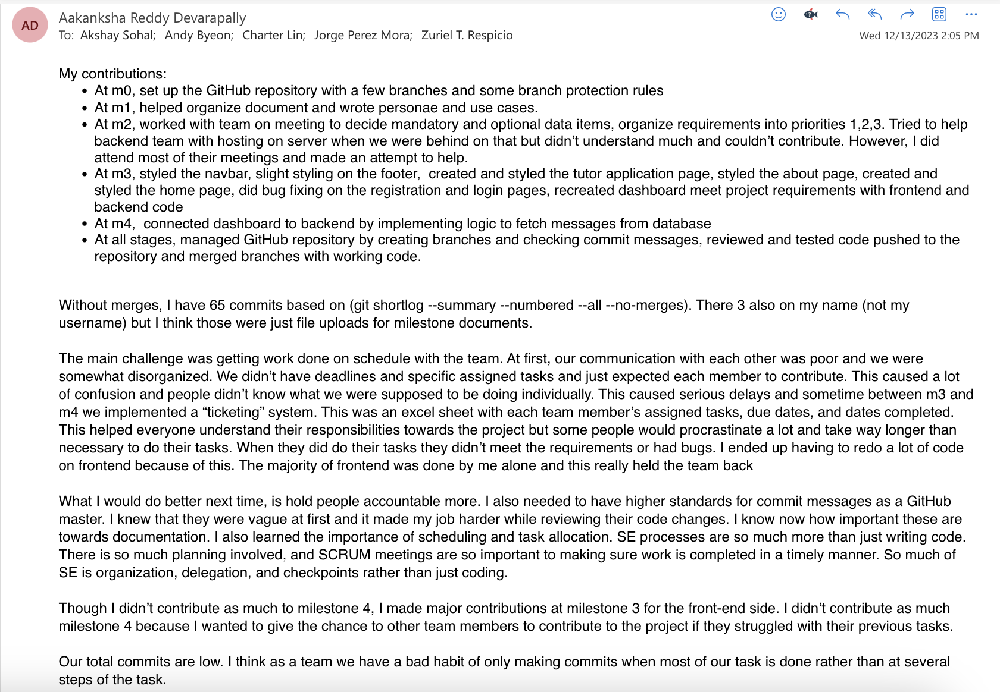 AD
Aakanksha Reddy Devarapally
To: Akshay Sohal; Andy Byeon; Charter Lin; Jorge Perez Mora; Zuriel T. Respicio
Wed 12/13/2023 2:05 PM
My contributions:
• At m0, set up the GitHub repository with a few branches and some branch protection rules
• At m1, helped organize document and wrote personae and use cases.
• At m2, worked with team on meeting to decide mandatory and optional data items, organize requirements into priorities 1,2,3. Tried to help
backend team with hosting on server when we were behind on that but didn’t understand much and couldn’t contribute. However, I did
attend most of their meetings and made an attempt to help.
• At m3, styled the navbar, slight styling on the footer,  created and styled the tutor application page, styled the about page, created and
styled the home page, did bug fixing on the registration and login pages, recreated dashboard meet project requirements with frontend and
backend code
• At m4,  connected dashboard to backend by implementing logic to fetch messages from database
• At all stages, managed GitHub repository by creating branches and checking commit messages, reviewed and tested code pushed to the
repository and merged branches with working code.
Without merges, I have 65 commits based on (git shortlog --summary --numbered --all --no-merges). There 3 also on my name (not my
username) but I think those were just file uploads for milestone documents.
The main challenge was getting work done on schedule with the team. At first, our communication with each other was poor and we were
somewhat disorganized. We didn’t have deadlines and specific assigned tasks and just expected each member to contribute. This caused a lot
of confusion and people didn’t know what we were supposed to be doing individually. This caused serious delays and sometime between m3 and
m4 we implemented a “ticketing” system. This was an excel sheet with each team member’s assigned tasks, due dates, and dates completed.
This helped everyone understand their responsibilities towards the project but some people would procrastinate a lot and take way longer than
necessary to do their tasks. When they did do their tasks they didn’t meet the requirements or had bugs. I ended up having to redo a lot of code
on frontend because of this. The majority of frontend was done by me alone and this really held the team back
What I would do better next time, is hold people accountable more. I also needed to have higher standards for commit messages as a GitHub
master. I knew that they were vague at first and it made my job harder while reviewing their code changes. I know now how important these are
towards documentation. I also learned the importance of scheduling and task allocation. SE processes are so much more than just writing code.
There is so much planning involved, and SCRUM meetings are so important to making sure work is completed in a timely manner. So much of
SE is organization, delegation, and checkpoints rather than just coding.
Though I didn’t contribute as much to milestone 4, I made major contributions at milestone 3 for the front-end side. I didn’t contribute as much
milestone 4 because I wanted to give the chance to other team members to contribute to the project if they struggled with their previous tasks.
Our total commits are low. I think as a team we have a bad habit of only making commits when most of our task is done rather than at several
steps of the task.